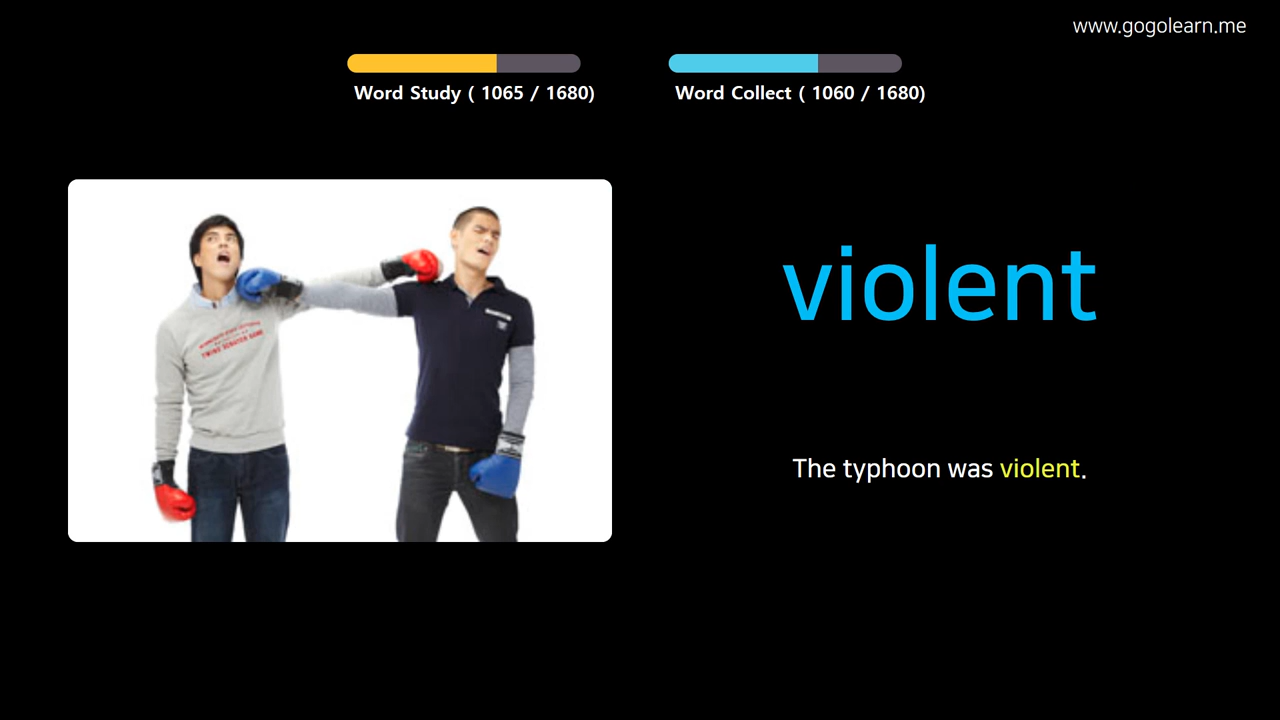 www.gogolearn.me
Word Study ( 1065 / 1680)
Word Collect ( 1060 / 1680)
violent
The typhoon was violent.